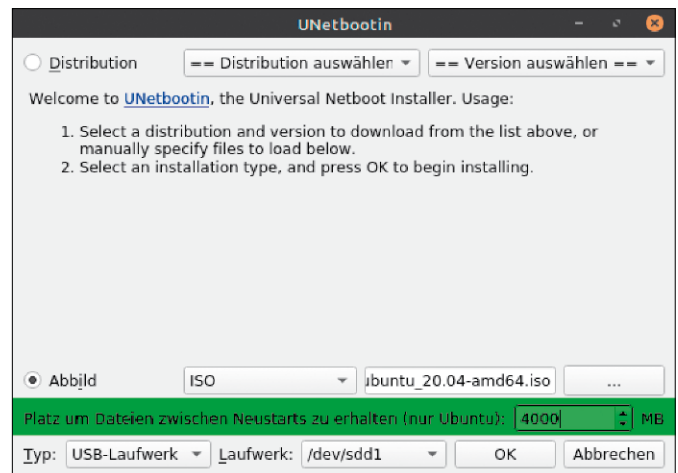 UNetbootin
Distribution == Distribution auswählen == Version auswählen ==
Welcome to UNetbootin, the Universal Netboot Installer. Usage:
1. Select a distribution and version to download from the list above, or
manually specify files to load below.
2. Select an installation type, and press OK to begin installing.
Abbild ISO ubuntu_20.04-amd64.iso ...
Platz um Dateien zwischen Neustarts zu erhalten (nur Ubuntu): 4000 MB
Typ: USB-Laufwerk Laufwerk: /dev/sdd1 OK Abbrechen